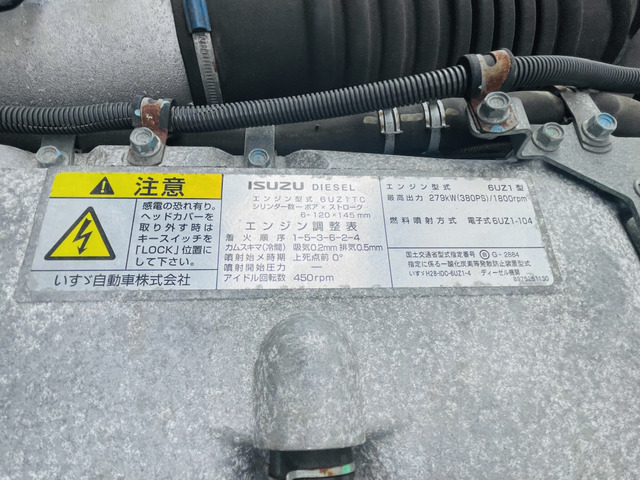 注意
感電の恐れ有り。
ヘッドカバーを
取り外す時は
キースイッチを
「LOCK」位置に
して下さい。
いすゞ自動車株式会社
ISUZU DIESEL
エンジン型式 6UZ1TC
シリンダ数ーボア×ストローク
6-120×145mm
エンジン調整表
着火順序 1-5-3-6-2-4
カムスキマ(冷間) 吸気0.2mm 排気0.5mm
噴射始メ時期 上死点前0°
噴射開始圧力 —
アイドル回転数 450rpm
エンジン型式 6UZ1型
最高出力 279kW(380PS)/1800rpm
燃料噴射方式 電子式6UZ1-104
国土交通省型式指定番号 G-2884
指定に係る一酸化炭素等発散防止装置型式
いすゞH28-IDC-6UZ1-4 ディーゼル機関